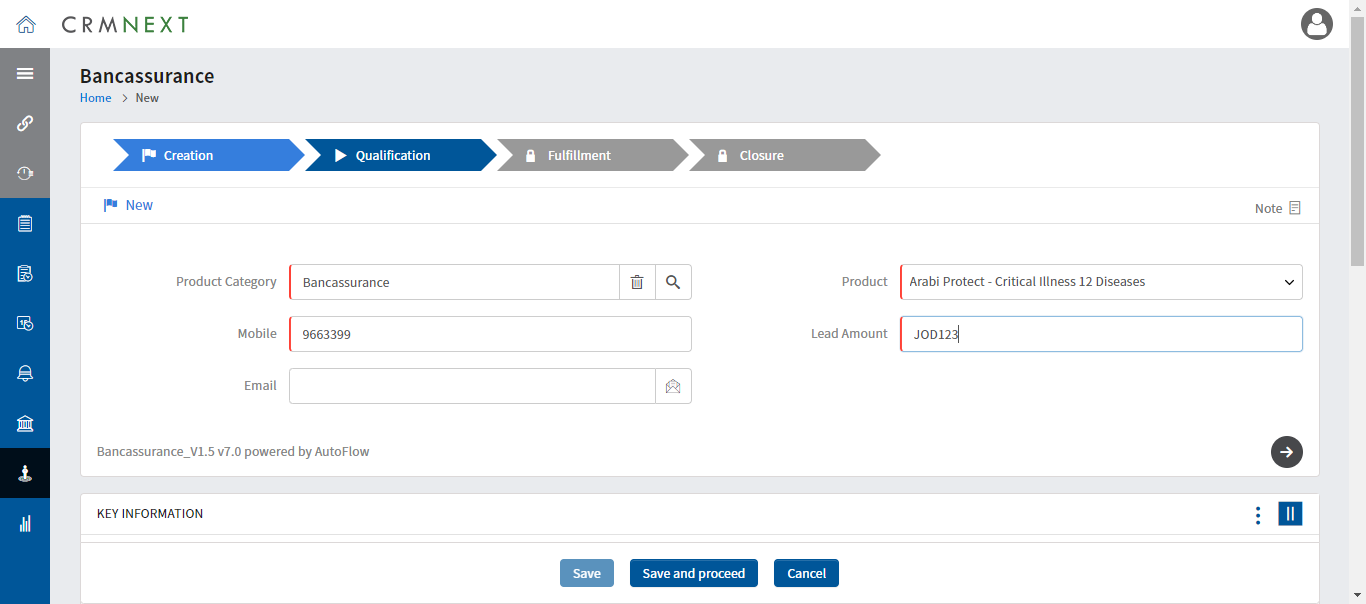 CRMNEXT
Bancassurance
Home > New
Creation Qualification Fulfillment Closure
New Note
Product Category Bancassurance Product Arabi Protect - Critical Illness 12 Diseases
Mobile 9663399 Lead Amount JOD123
Email
Bancassurance_V1.5 v7.0 powered by AutoFlow
KEY INFORMATION
Save Save and proceed Cancel